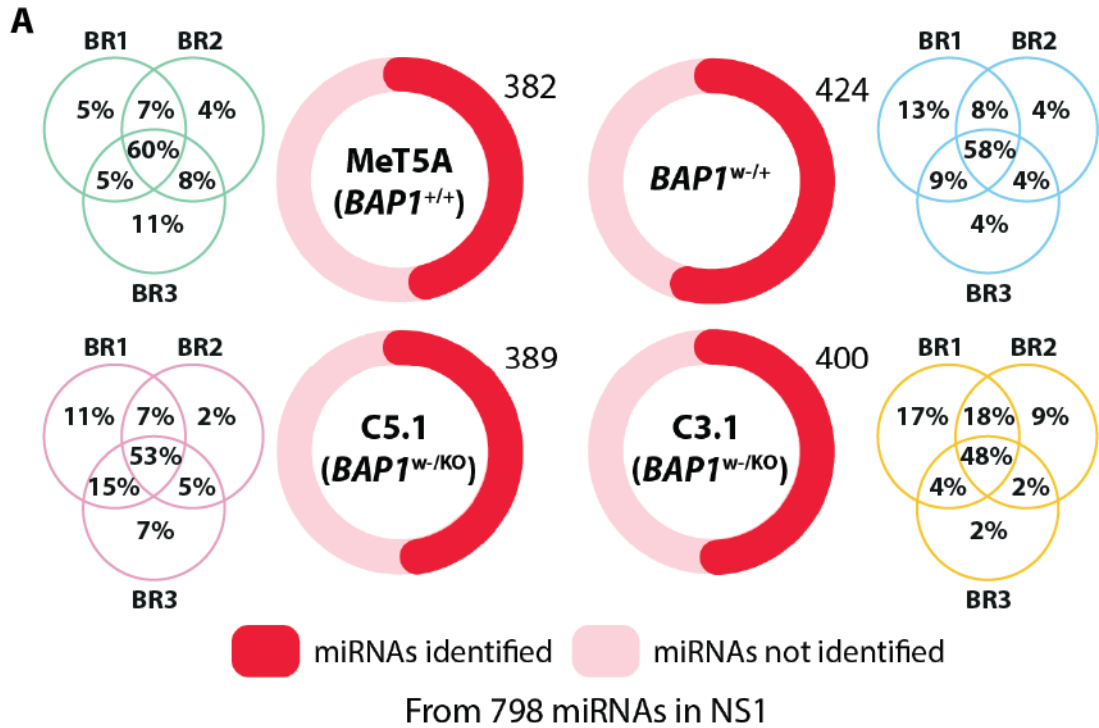 A
BR1 BR2
5% 7% 4%
60%
5% 8%
11%
BR3
382
MeT5A
(BAP1+/+)
424
BAP1w-/+
BR1 BR2
13% 8% 4%
58%
9% 4%
4%
BR3
BR1 BR2
11% 7% 2%
53%
15% 5%
7%
BR3
389
C5.1
(BAP1w-/KO)
400
C3.1
(BAP1w-/KO)
BR1 BR2
17% 18% 9%
48%
4% 2%
2%
BR3
miRNAs identified miRNAs not identified
From 798 miRNAs in NS1